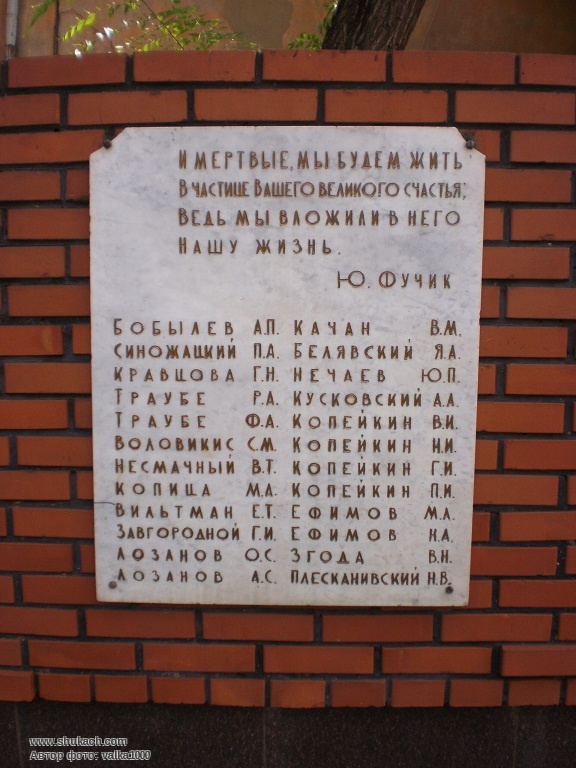 И МЕРТВЫЕ, МЫ БУДЕМ ЖИТЬ
В ЧАСТИЦЕ ВАШЕГО ВЕЛИКОГО СЧАСТЬЯ;
ВЕДЬ МЫ ВЛОЖИЛИ В НЕГО
НАШУ ЖИЗНЬ.
Ю. ФУЧИК
БОБЫЛЕВ А.П. КАЧАН В.М.
СИНОЖАЦКИЙ П.А. БЕЛЯВСКИЙ Я.А.
КРАВЦОВА Г.Н. НЕЧАЕВ Ю.П.
ТРАУБЕ Р.А. КУСКОВСКИЙ А.А.
ТРАУБЕ Ф.А. КОПЕЙКИН В.И.
ВОЛОВИКИС С.М. КОПЕЙКИН Н.И.
НЕСМАЧНЫЙ В.Т. КОПЕЙКИН Г.И.
КОПИЦА М.А. КОПЕЙКИН П.И.
ВИЛЬТМАН Е.Т. ЕФИМОВ М.А.
ЗАВГОРОДНОЙ Г.И. ЕФИМОВ Н.А.
ЛОЗАНОВ О.С. ЗГОДА В.Н.
ЛОЗАНОВ А.С. ПЛЕСКАНИВСКИЙ Н.В.
www.shukach.com
Автор фото: valka1000